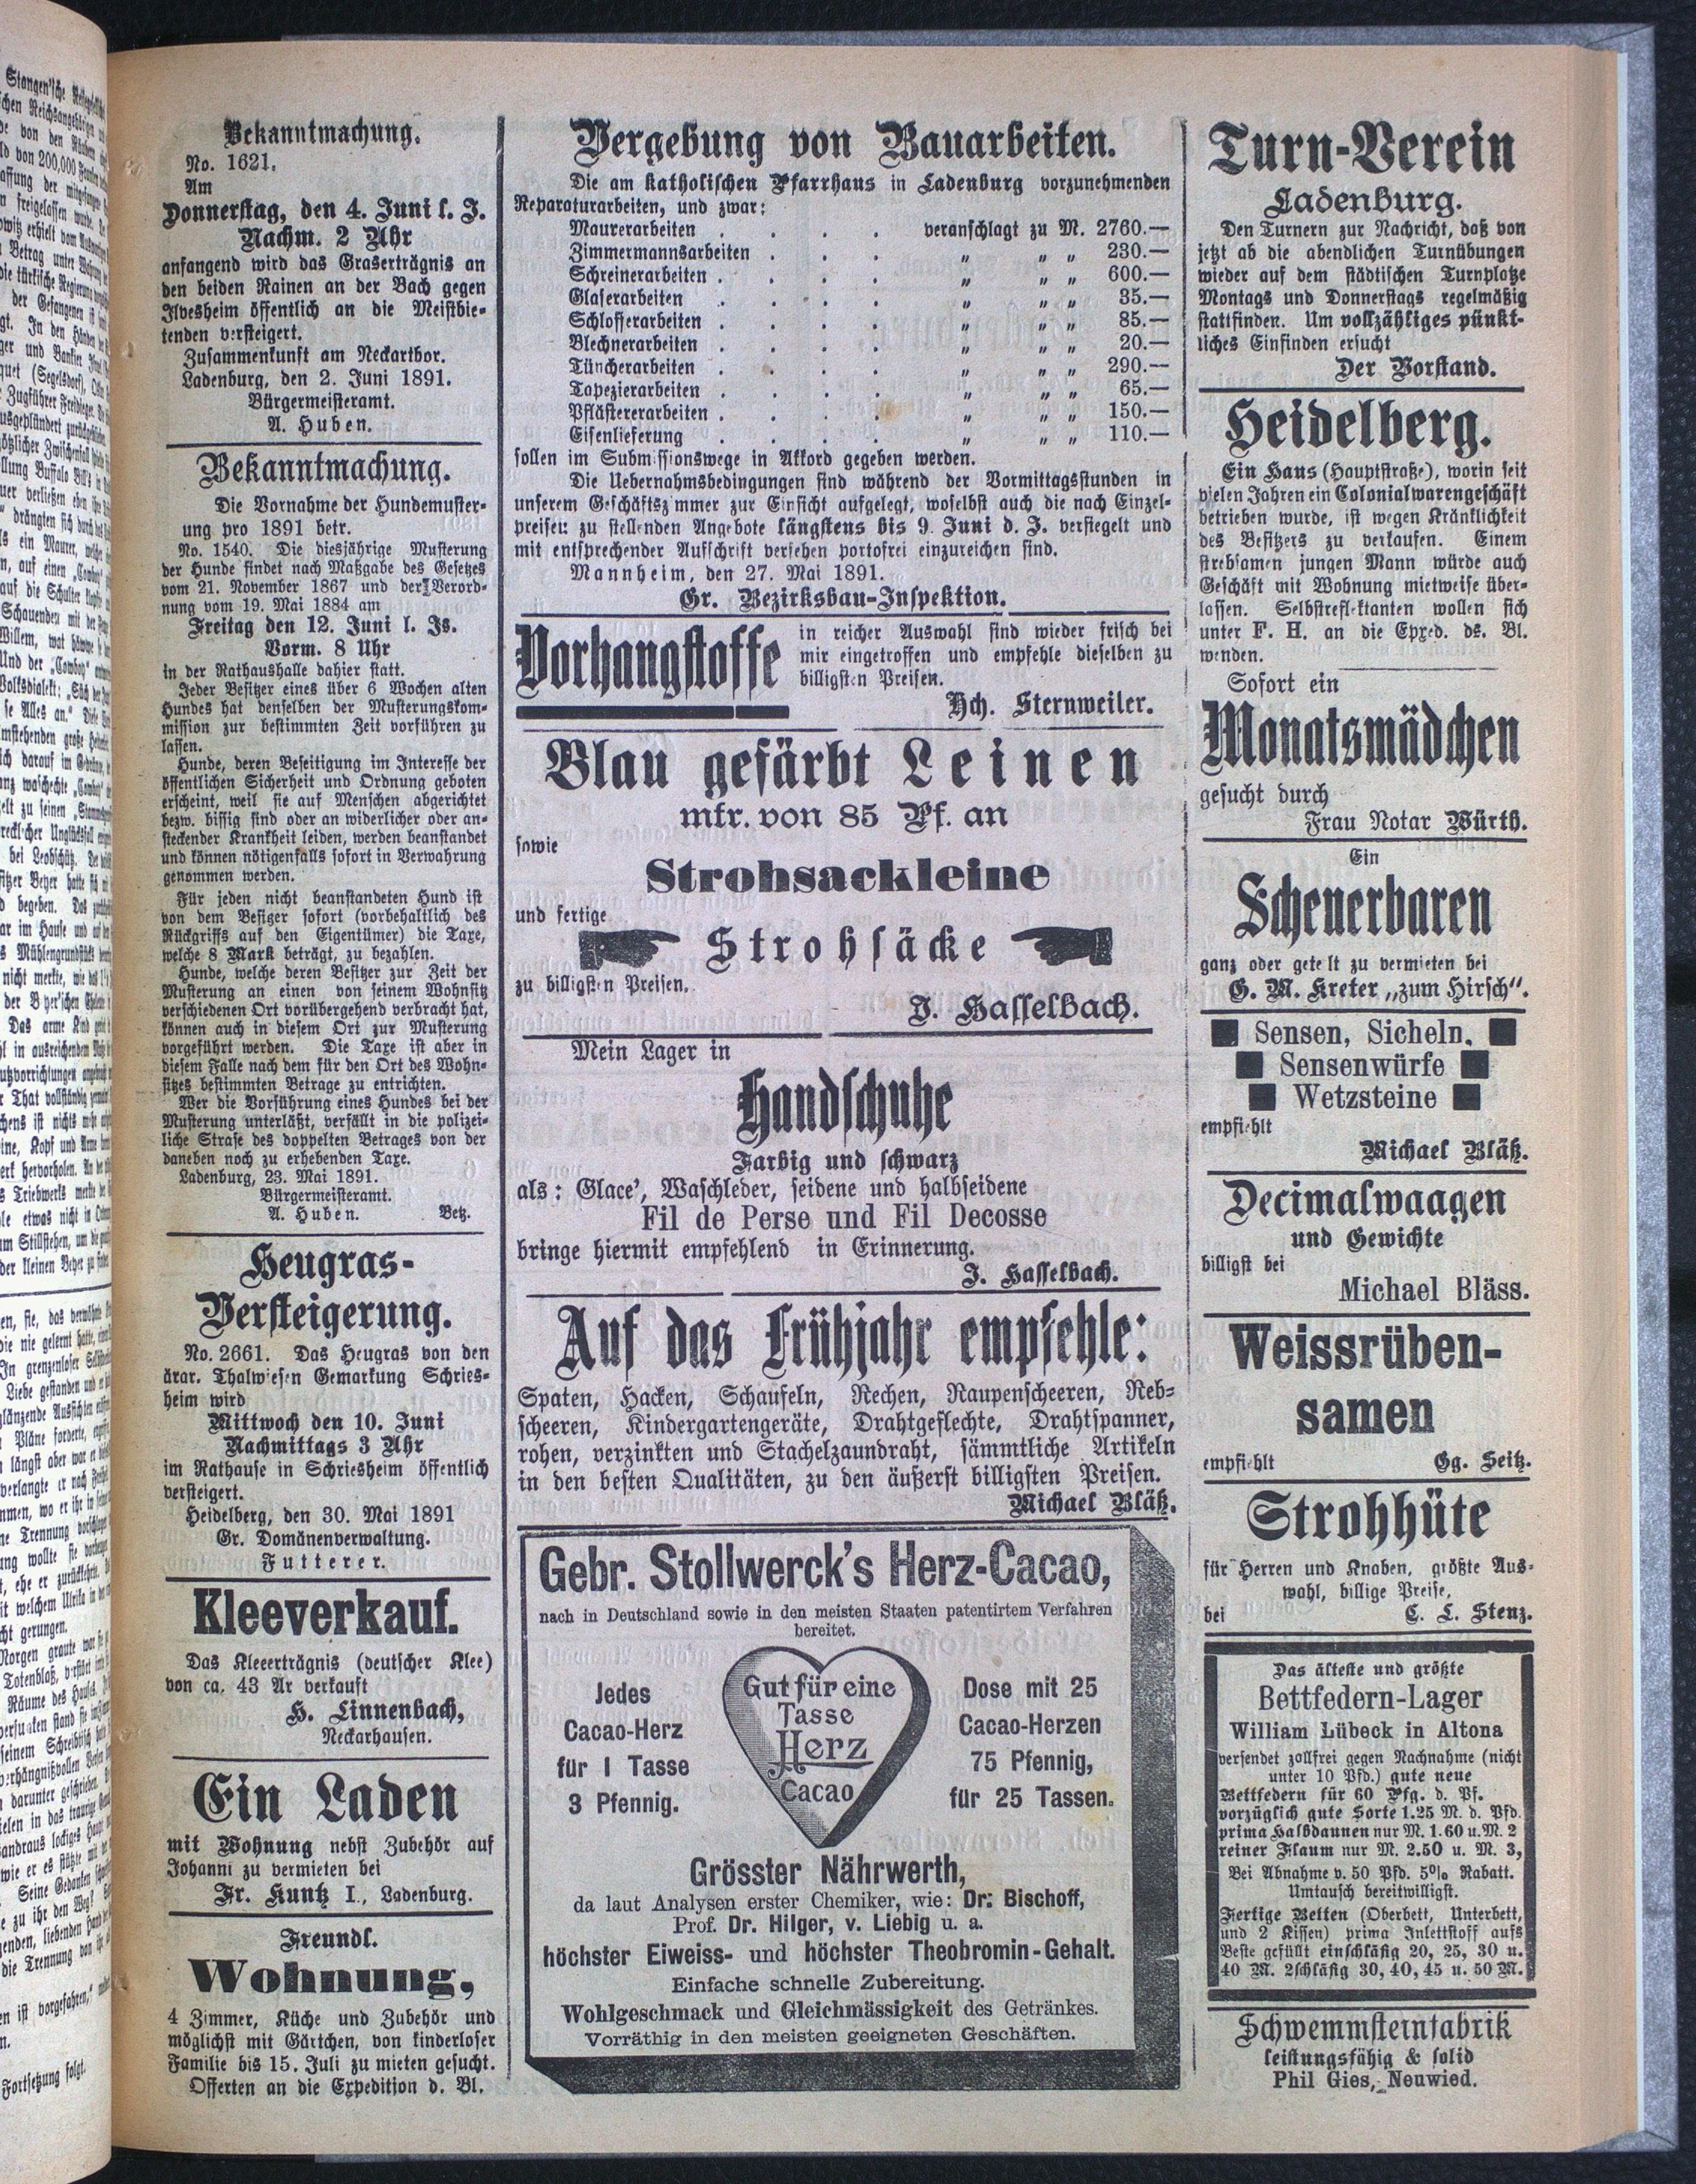 Bekanntmachung.
No. 1621.
Am
Donnerstag, den 4. Juni l. J.
Nachm. 2 Uhr
anfangend wird das Graserträgnis an
den beiden Rainen an der Bach gegen
Ilvesheim öffentlich an die Meistbie-
tenden versteigert.
Zusammenkunft am Neckarthor.
Ladenburg, den 2. Juni 1891.
Bürgermeisteramt.
A. Huben.
Bekanntmachung.
Die Vornahme der Hundemuster-
ung pro 1891 betr.
No. 1540. Die diesjährige Musterung
der Hunde findet nach Maßgabe des Gesetzes
vom 21. November 1867 und der Verord-
nung vom 19. Mai 1884 am
Freitag den 12. Juni l. Js.
Vorm. 8 Uhr
in der Rathaushalle dahier statt.
Jeder Besitzer eines über 6 Wochen alten
Hundes hat denselben der Musterungskom-
mission zur bestimmten Zeit vorführen zu
lassen.
Hunde, deren Beseitigung im Interesse der
öffentlichen Sicherheit und Ordnung geboten
erscheint, weil sie auf Menschen abgerichtet
bezw. bissig sind oder an widerlicher oder an-
steckender Krankheit leiden, werden beanstandet
und können nötigenfalls sofort in Verwahrung
genommen werden.
Für jeden nicht beanstandeten Hund ist
von dem Besitzer sofort (vorbehaltlich des
Rückgriffs auf den Eigentümer) die Taxe,
welche 8 Mark beträgt, zu bezahlen.
Hunde, welche deren Besitzer zur Zeit der
Musterung an einen von seinem Wohnsitz
verschiedenen Ort vorübergehend verbracht hat,
können auch in diesem Ort zur Musterung
vorgeführt werden. Die Taxe ist aber in
diesem Falle nach dem für den Ort des Wohn-
sitzes bestimmten Betrage zu entrichten.
Wer die Vorführung eines Hundes bei der
Musterung unterläßt, verfällt in die polizei-
liche Strafe des doppelten Betrages von der
daneben noch zu erhebenden Taxe.
Ladenburg, 23. Mai 1891.
Bürgermeisteramt.
A. Huben. Betz.
Heugras-
Versteigerung.
No. 2661. Das Heugras von den
ärar. Thalwiesen Gemarkung Schries-
heim wird
Mittwoch den 10. Juni
Nachmittags 3 Uhr
im Rathause in Schriesheim öffentlich
versteigert.
Heidelberg, den 30. Mai 1891
Gr. Domänenverwaltung.
Futterer.
Kleeverkauf.
Das Kleeerträgnis (deutscher Klee)
von ca. 43 Ar verkauft
H. Linnenbach,
Neckarhausen.
Ein Laden
mit Wohnung nebst Zubehör auf
Johanni zu vermieten bei
Fr. Kuntz I., Ladenburg.
Freundl.
Wohnung,
4 Zimmer, Küche und Zubehör und
möglichst mit Gärtchen, von kinderloser
Familie bis 15. Juli zu mieten gesucht.
Offerten an die Expedition d. Bl.
Vergebung von Bauarbeiten.
Die am katholischen Pfarrhaus in Ladenburg vorzunehmenden
Reparaturarbeiten, und zwar:
Maurerarbeiten . . . veranschlagt zu M. 2760.—
Zimmermannsarbeiten . . . „ „ „ 230.—
Schreinerarbeiten . . . . „ „ „ 600.—
Glaserarbeiten . . . „ „ „ 35.—
Schlosserarbeiten . . . . „ „ „ 85.—
Blechnerarbeiten . . . . „ „ „ 20.—
Tüncherarbeiten . . . . „ „ „ 290.—
Tapezierarbeiten . . . . „ „ „ 65.—
Pflästererarbeiten . . . . „ „ „ 150.—
Eisenlieferung . . . . „ „ „ 110.—
sollen im Submissionswege in Akkord gegeben werden.
Die Uebernahmsbedingungen sind während der Vormittagsstunden in
unserem Geschäftszimmer zur Einsicht aufgelegt, woselbst auch die nach Einzel-
preisen zu stellenden Angebote längstens bis 9. Juni d. J. versiegelt und
mit entsprechender Aufschrift versehen portofrei einzureichen sind.
Mannheim, den 27. Mai 1891.
Gr. Bezirksbau-Inspektion.
Vorhangstoffe
in reicher Auswahl sind wieder frisch bei
mir eingetroffen und empfehle dieselben zu
billigsten Preisen.
Hch. Sternweiler.
Blau gefärbt Leinen
mtr. von 85 Pf. an
sowie
Strohsackleine
und fertige
Strohsäcke
zu billigsten Preisen.
J. Hasselbach.
Mein Lager in
Handschuhe
Farbig und schwarz
als: Glace', Waschleder, seidene und halbseidene
Fil de Perse und Fil Decosse
bringe hiermit empfehlend in Erinnerung.
J. Hasselbach.
Auf das Frühjahr empfehle:
Spaten, Hacken, Schaufeln, Rechen, Raupenscheeren, Reb-
scheeren, Kindergartengeräte, Drahtgeflechte, Drahtspanner,
rohen, verzinkten und Stachelzaundraht, sämmtliche Artikeln
in den besten Qualitäten, zu den äußerst billigsten Preisen.
Michael Bläß.
Gebr. Stollwerck's Herz-Cacao,
nach in Deutschland sowie in den meisten Staaten patentirtem Verfahren
bereitet.
Jedes
Cacao-Herz
für 1 Tasse
3 Pfennig.
Gut für eine
Tasse
Herz
Cacao
Dose mit 25
Cacao-Herzen
75 Pfennig,
für 25 Tassen.
Grösster Nährwerth,
da laut Analysen erster Chemiker, wie: Dr: Bischoff,
Prof. Dr. Hilger, v. Liebig u. a.
höchster Eiweiss- und höchster Theobromin-Gehalt.
Einfache schnelle Zubereitung.
Wohlgeschmack und Gleichmässigkeit des Getränkes.
Vorräthig in den meisten geeigneten Geschäften.
Turn-Verein
Ladenburg.
Den Turnern zur Nachricht, daß von
jetzt ab die abendlichen Turnübungen
wieder auf dem städtischen Turnplatze
Montags und Donnerstags regelmäßig
stattfinden. Um vollzähliges pünkt-
liches Einfinden ersucht
Der Vorstand.
Heidelberg.
Ein Haus (Hauptstraße), worin seit
vielen Jahren ein Colonialwarengeschäft
betrieben wurde, ist wegen Kränklichkeit
des Besitzers zu verkaufen. Einem
strebsamen jungen Mann würde auch
Geschäft mit Wohnung mietweise über-
lassen. Selbstreflektanten wollen sich
unter F. H. an die Epxed. ds. Bl.
wenden.
Sofort ein
Monatsmädchen
gesucht durch
Frau Notar Würth.
Ein
Scheuerbaren
ganz oder geteilt zu vermieten bei
G. M. Kreter „zum Hirsch“.
Sensen, Sicheln.
Sensenwürfe
Wetzsteine
empfiehlt
Michael Bläß.
Decimalwaagen
und Gewichte
billigst bei
Michael Bläss.
Weissrüben-
samen
empfiehlt Gg. Seitz.
Strohhüte
für Herren und Knaben, größte Aus-
wahl, billige Preise,
bei C. L. Stenz.
Das älteste und größte
Bettfedern-Lager
William Lübeck in Altona
versendet zollfrei gegen Nachnahme (nicht
unter 10 Pfd.) gute neue
Bettfedern für 60 Pfg. d. Pf.
vorzüglich gute Sorte 1.25 M. d. Pfd.
prima Halbdaunen nur M. 1.60 u. M. 2
reiner Flaum nur M. 2.50 u. M. 3,
Bei Abnahme v. 50 Pfd. 5% Rabatt.
Umtausch bereitwilligst.
Fertige Betten (Oberbett, Unterbett,
und 2 Kissen) prima Inlettstoff aufs
Beste gefüllt einschläfig 20, 25, 30 u.
40 M. 2schläfig 30, 40, 45 u. 50 M.
Schwemmsteinfabrik
leistungsfähig & solid
Phil Gies, Neuwied.